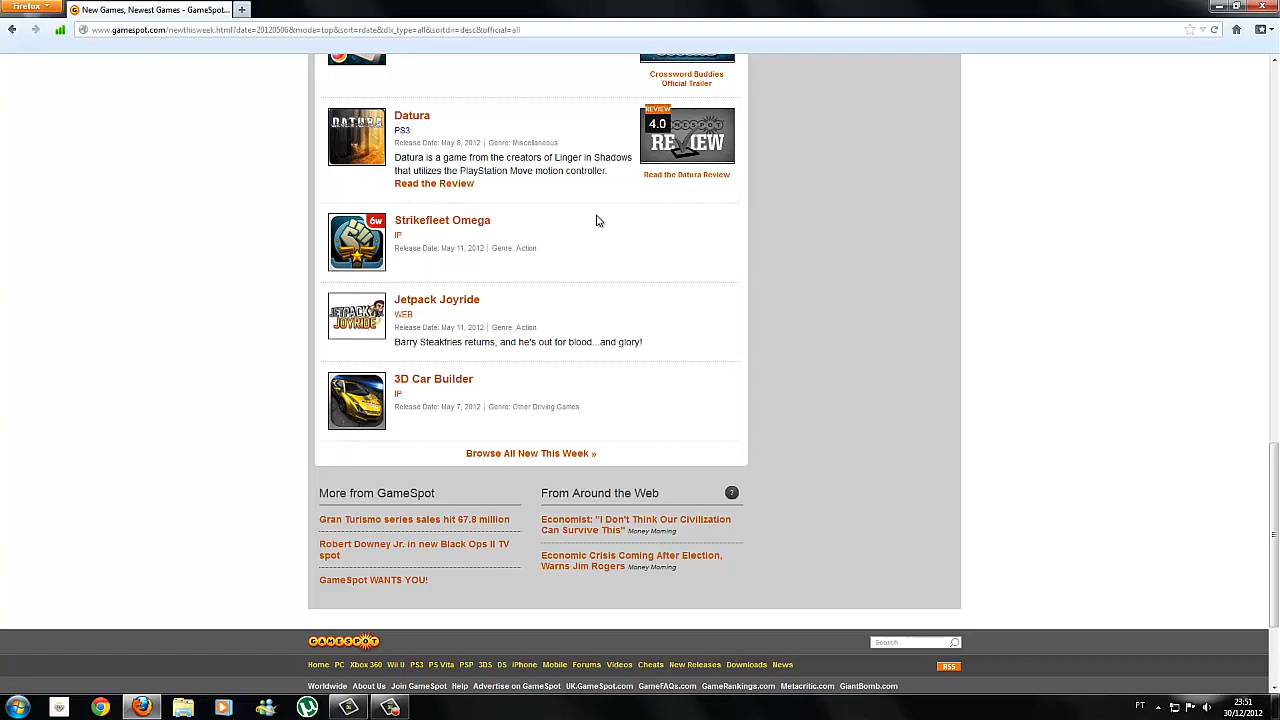 Firefox
New Games, Newest Games - GameSpot...
www.gamespot.com/newthisweek.html?date=20120506&mode=top&sort=rdate&dlx_type=all&sortdir=desc&official=all
Crossword Buddies
Official Trailer
DATURA
Datura
PS3
Release Date: May 8, 2012 | Genre: Miscellaneous
Datura is a game from the creators of Linger in Shadows
that utilizes the PlayStation Move motion controller.
Read the Review
REVIEW
4.0
GAMESPOT
REVIEW
Read the Datura Review
6w
Strikefleet Omega
IP
Release Date: May 11, 2012 | Genre: Action
JETPACK
JOYRIDE
Jetpack Joyride
WEB
Release Date: May 11, 2012 | Genre: Action
Barry Steakfries returns, and he's out for blood...and glory!
3D Car Builder
IP
Release Date: May 7, 2012 | Genre: Other Driving Games
Browse All New This Week »
More from GameSpot
Gran Turismo series sales hit 67.8 million
Robert Downey Jr. in new Black Ops II TV
spot
GameSpot WANTS YOU!
From Around the Web
?
Economist: "I Don't Think Our Civilization
Can Survive This" Money Morning
Economic Crisis Coming After Election,
Warns Jim Rogers Money Morning
GAMESPOT
Search
Home PC Xbox 360 Wii U PS3 PS Vita PSP 3DS DS iPhone Mobile Forums Videos Cheats New Releases Downloads News
RSS
Worldwide About Us Join GameSpot Help Advertise on GameSpot UK.GameSpot.com GameFAQs.com GameRankings.com Metacritic.com GiantBomb.com
PT
23:51
30/12/2012